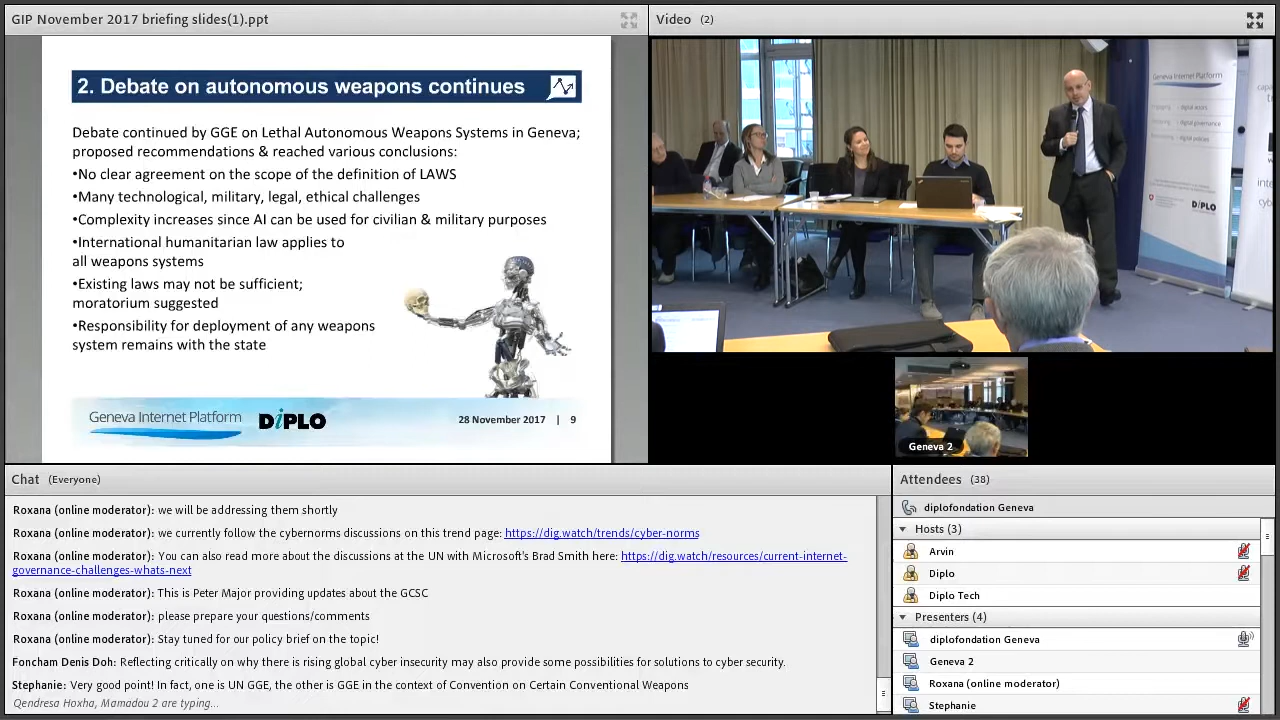 GIP November 2017 briefing slides(1).ppt
2. Debate on autonomous weapons continues
Debate continued by GGE on Lethal Autonomous Weapons Systems in Geneva;
proposed recommendations & reached various conclusions:
•No clear agreement on the scope of the definition of LAWS
•Many technological, military, legal, ethical challenges
•Complexity increases since AI can be used for civilian & military purposes
•International humanitarian law applies to
all weapons systems
•Existing laws may not be sufficient;
moratorium suggested
•Responsibility for deployment of any weapons
system remains with the state
Geneva Internet Platform
DiPLO
28 November 2017 | 9
Video (2)
Geneva Internet Platform
digital actors
digital governance
digital policies
DiPLO
Geneva 2
Chat (Everyone)
Roxana (online moderator): we will be addressing them shortly
Roxana (online moderator): we currently follow the cybernorms discussions on this trend page: https://dig.watch/trends/cyber-norms
Roxana (online moderator): You can also read more about the discussions at the UN with Microsoft's Brad Smith here: https://dig.watch/resources/current-internet-
governance-challenges-whats-next
Roxana (online moderator): This is Peter Major providing updates about the GCSC
Roxana (online moderator): please prepare your questions/comments
Roxana (online moderator): Stay tuned for our policy brief on the topic!
Foncham Denis Doh: Reflecting critically on why there is rising global cyber insecurity may also provide some possibilities for solutions to cyber security.
Stephanie: Very good point! In fact, one is UN GGE, the other is GGE in the context of Convention on Certain Conventional Weapons
Qendresa Hoxha, Mamadou 2 are typing...
Attendees (38)
diplofondation Geneva
Hosts (3)
Arvin
Diplo
Diplo Tech
Presenters (4)
diplofondation Geneva
Geneva 2
Roxana (online moderator)
Stephanie